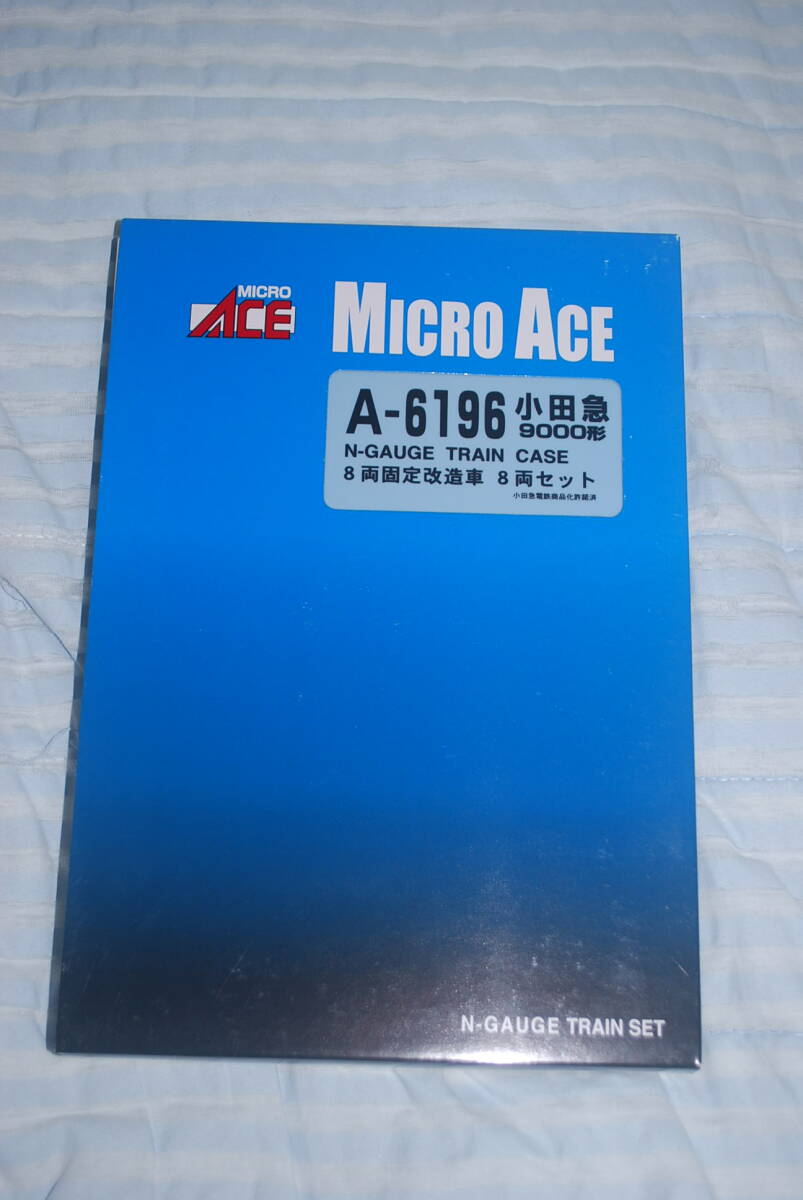 MICRO
ACE
MICRO ACE
A-6196 小田急
9000形
N-GAUGE TRAIN CASE
8両固定改造車 8両セット
小田急電鉄商品化許諾済
N-GAUGE TRAIN SET